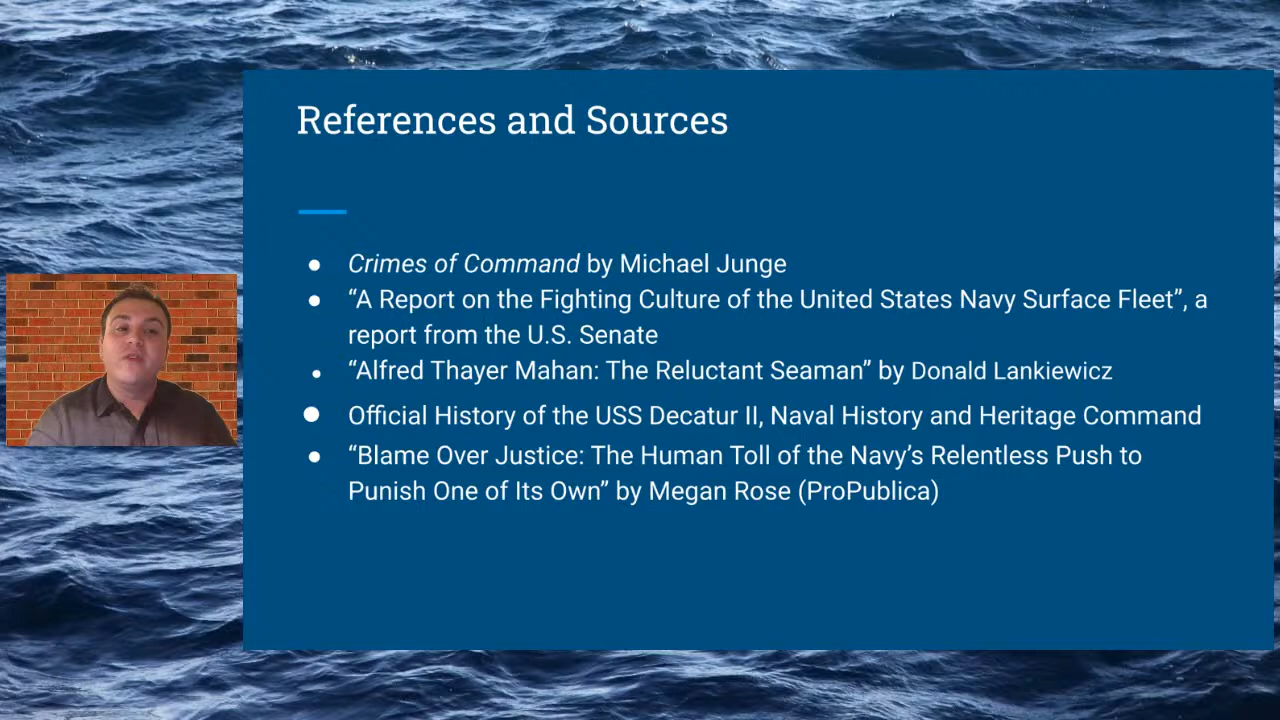 References and Sources
● Crimes of Command by Michael Junge
● “A Report on the Fighting Culture of the United States Navy Surface Fleet”, a
report from the U.S. Senate
● “Alfred Thayer Mahan: The Reluctant Seaman” by Donald Lankiewicz
● Official History of the USS Decatur II, Naval History and Heritage Command
● “Blame Over Justice: The Human Toll of the Navy’s Relentless Push to
Punish One of Its Own” by Megan Rose (ProPublica)